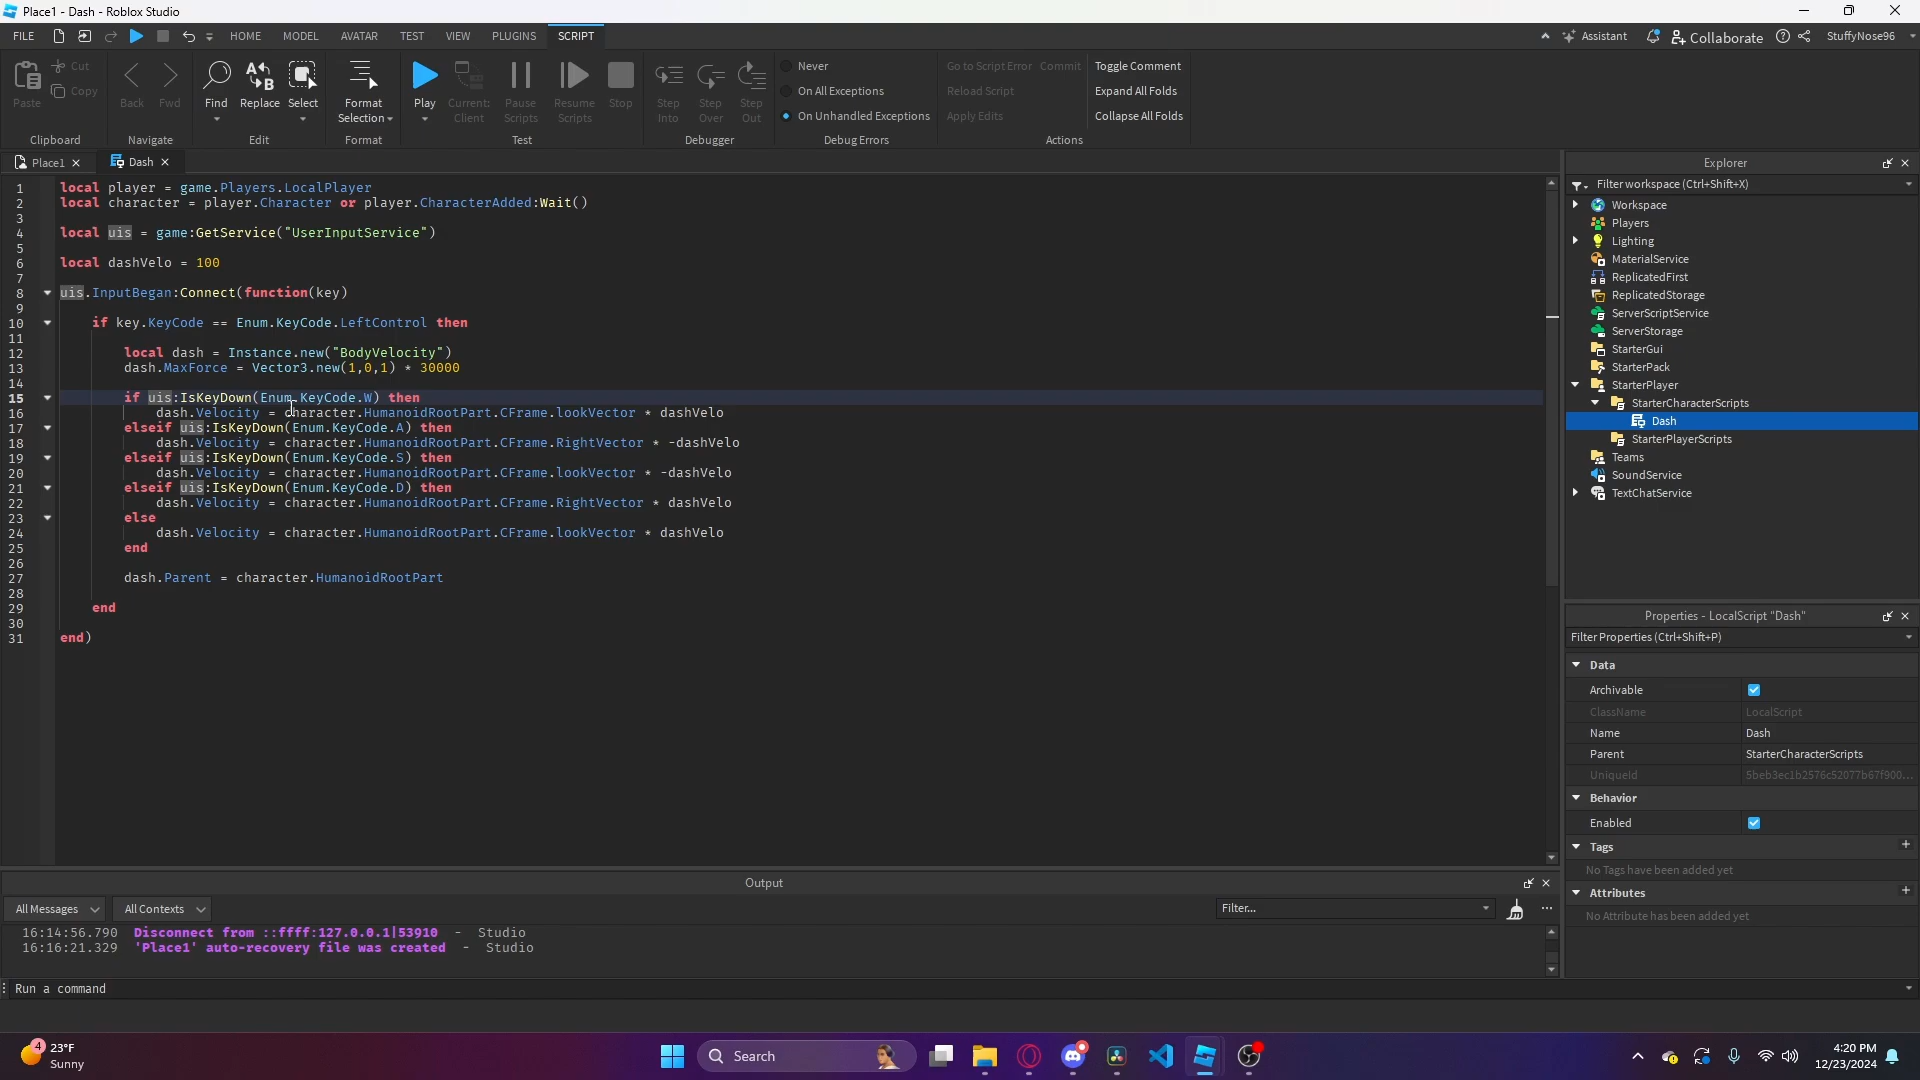 Place1 - Dash - Roblox Studio
FILE HOME MODEL AVATAR TEST VIEW PLUGINS SCRIPT Assistant Collaborate StuffyNose96
Paste Cut Copy Back Fwd Find Replace Select Format Selection Play Current: Client Pause Scripts Resume Scripts Stop Step Into Step Over Step Out
Never
On All Exceptions
On Unhandled Exceptions
Go to Script Error Commit
Reload Script
Apply Edits
Toggle Comment
Expand All Folds
Collapse All Folds
Clipboard Navigate Edit Format Test Debugger Debug Errors Actions
Place1 Dash
1 local player = game.Players.LocalPlayer
2 local character = player.Character or player.CharacterAdded:Wait()
3
4 local uis = game:GetService("UserInputService")
5
6 local dashVelo = 100
7
8 uis.InputBegan:Connect(function(key)
9
10 if key.KeyCode == Enum.KeyCode.LeftControl then
11
12 local dash = Instance.new("BodyVelocity")
13 dash.MaxForce = Vector3.new(1,0,1) * 30000
14
15 if uis:IsKeyDown(Enum.KeyCode.W) then
16 dash.Velocity = character.HumanoidRootPart.CFrame.lookVector * dashVelo
17 elseif uis:IsKeyDown(Enum.KeyCode.A) then
18 dash.Velocity = character.HumanoidRootPart.CFrame.RightVector * -dashVelo
19 elseif uis:IsKeyDown(Enum.KeyCode.S) then
20 dash.Velocity = character.HumanoidRootPart.CFrame.lookVector * -dashVelo
21 elseif uis:IsKeyDown(Enum.KeyCode.D) then
22 dash.Velocity = character.HumanoidRootPart.CFrame.RightVector * dashVelo
23 else
24 dash.Velocity = character.HumanoidRootPart.CFrame.lookVector * dashVelo
25 end
26
27 dash.Parent = character.HumanoidRootPart
28
29 end
30
31 end)
Explorer
Filter workspace (Ctrl+Shift+X)
Workspace
Players
Lighting
MaterialService
ReplicatedFirst
ReplicatedStorage
ServerScriptService
ServerStorage
StarterGui
StarterPack
StarterPlayer
StarterCharacterScripts
Dash
StarterPlayerScripts
Teams
SoundService
TextChatService
Properties - LocalScript "Dash"
Filter Properties (Ctrl+Shift+P)
Data
Archivable
ClassName LocalScript
Name Dash
Parent StarterCharacterScripts
UniqueId 5beb3ec1b2576c52077b67f900...
Behavior
Enabled
Tags
No Tags have been added yet
Attributes
No Attribute has been added yet
Output
All Messages All Contexts Filter...
16:14:56.790 Disconnect from ::ffff:127.0.0.1|53910 - Studio
16:16:21.329 'Place1' auto-recovery file was created - Studio
Run a command
4
23°F
Sunny
Search
4:20 PM
12/23/2024